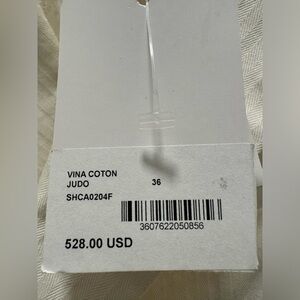 VINA COTON
JUDO 36
SHCA0204F
3607622050856
528.00 USD